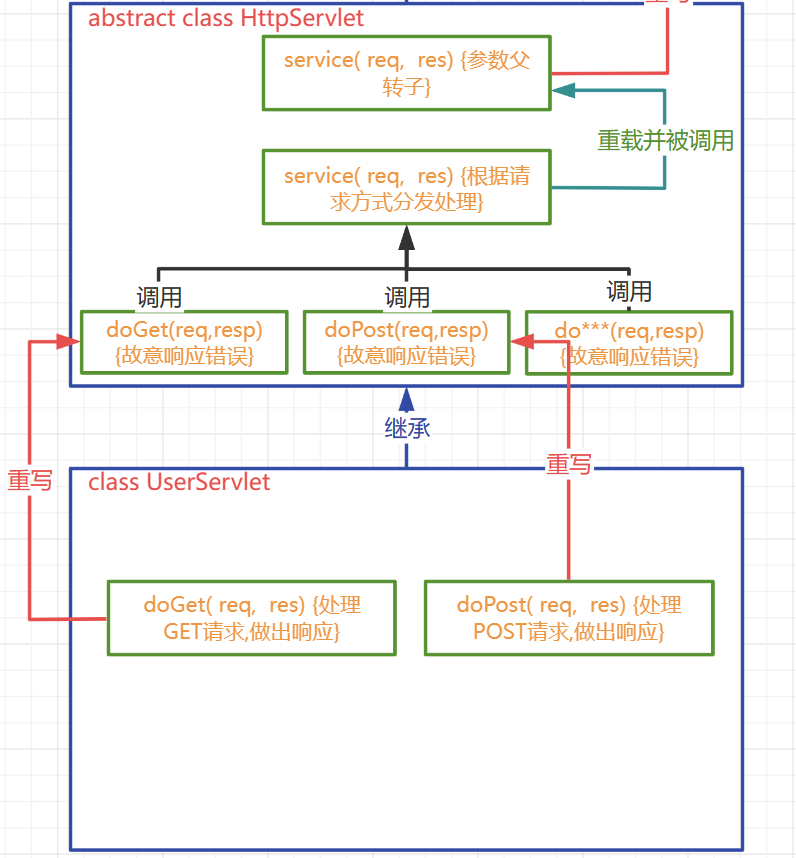 重写
abstract class HttpServlet
service( req,  res) {参数父
转子}
重载并被调用
service( req,  res) {根据请
求方式分发处理}
调用
调用
调用
doGet(req,resp)
{故意响应错误}
doPost(req,resp)
{故意响应错误}
do***(req,resp)
{故意响应错误}
继承
重写
重写
class UserServlet
doGet( req,  res) {处理
GET请求,做出响应}
doPost( req,  res) {处理
POST请求,做出响应}